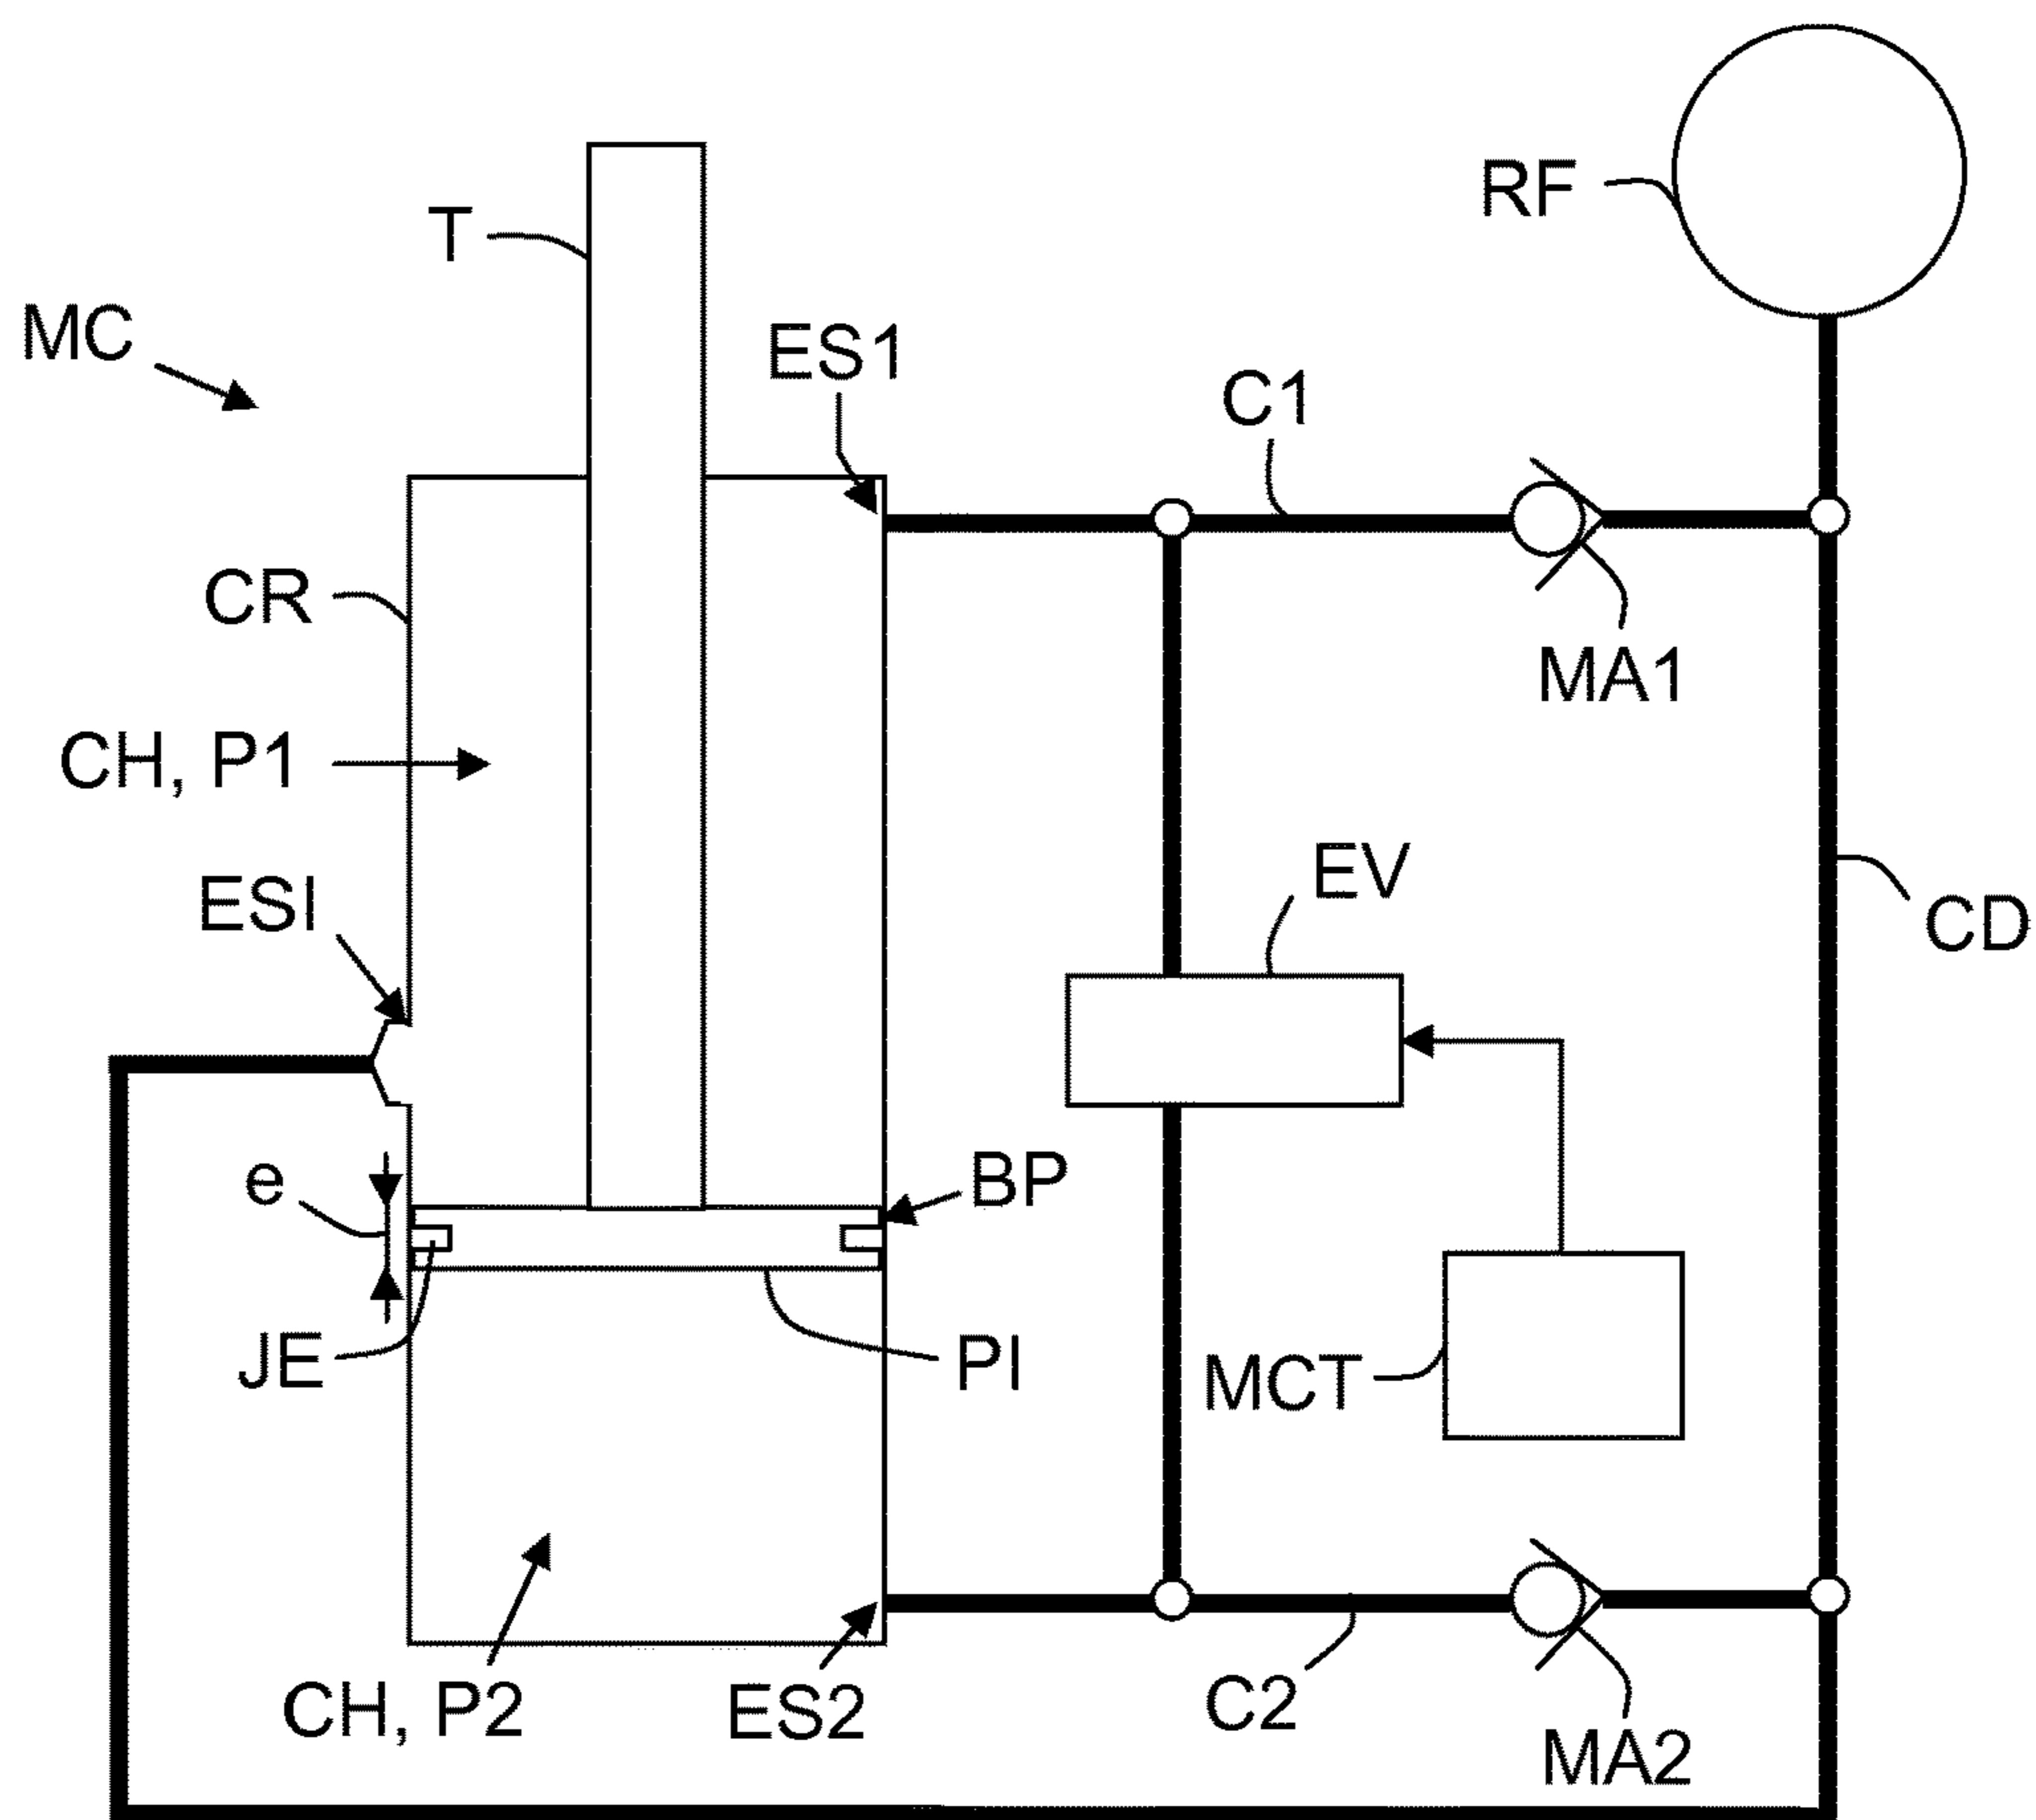 RF
T
MC
ES1
C1
CR
MA1
CH, P1
EV
ESI
CD
e
BP
JE
PI
MCT
C2
CH, P2
ES2
MA2